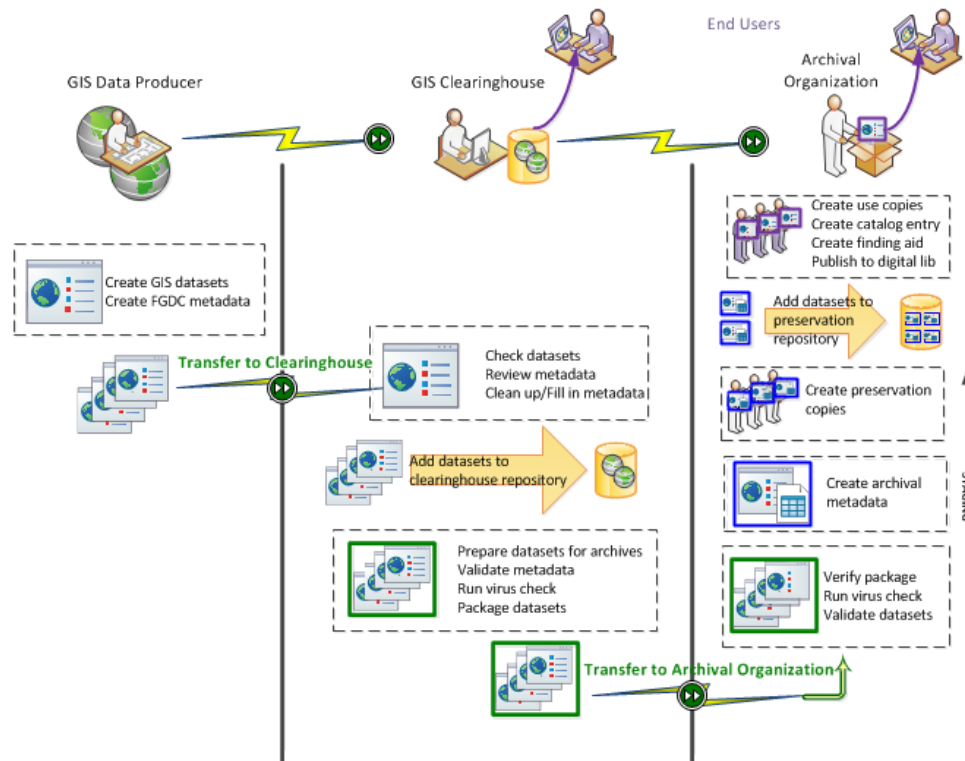 End Users
GIS Data Producer
GIS Clearinghouse
Archival
Organization
Create GIS datasets
Create FGDC metadata
Transfer to Clearinghouse
Check datasets
Review metadata
Clean up/Fill in metadata
Add datasets to
clearinghouse repository
Prepare datasets for archives
Validate metadata
Run virus check
Package datasets
Transfer to Archival Organization
Create use copies
Create catalog entry
Create finding aid
Publish to digital lib
Add datasets to
preservation
repository
Create preservation
copies
Create archival
metadata
Verify package
Run virus check
Validate datasets